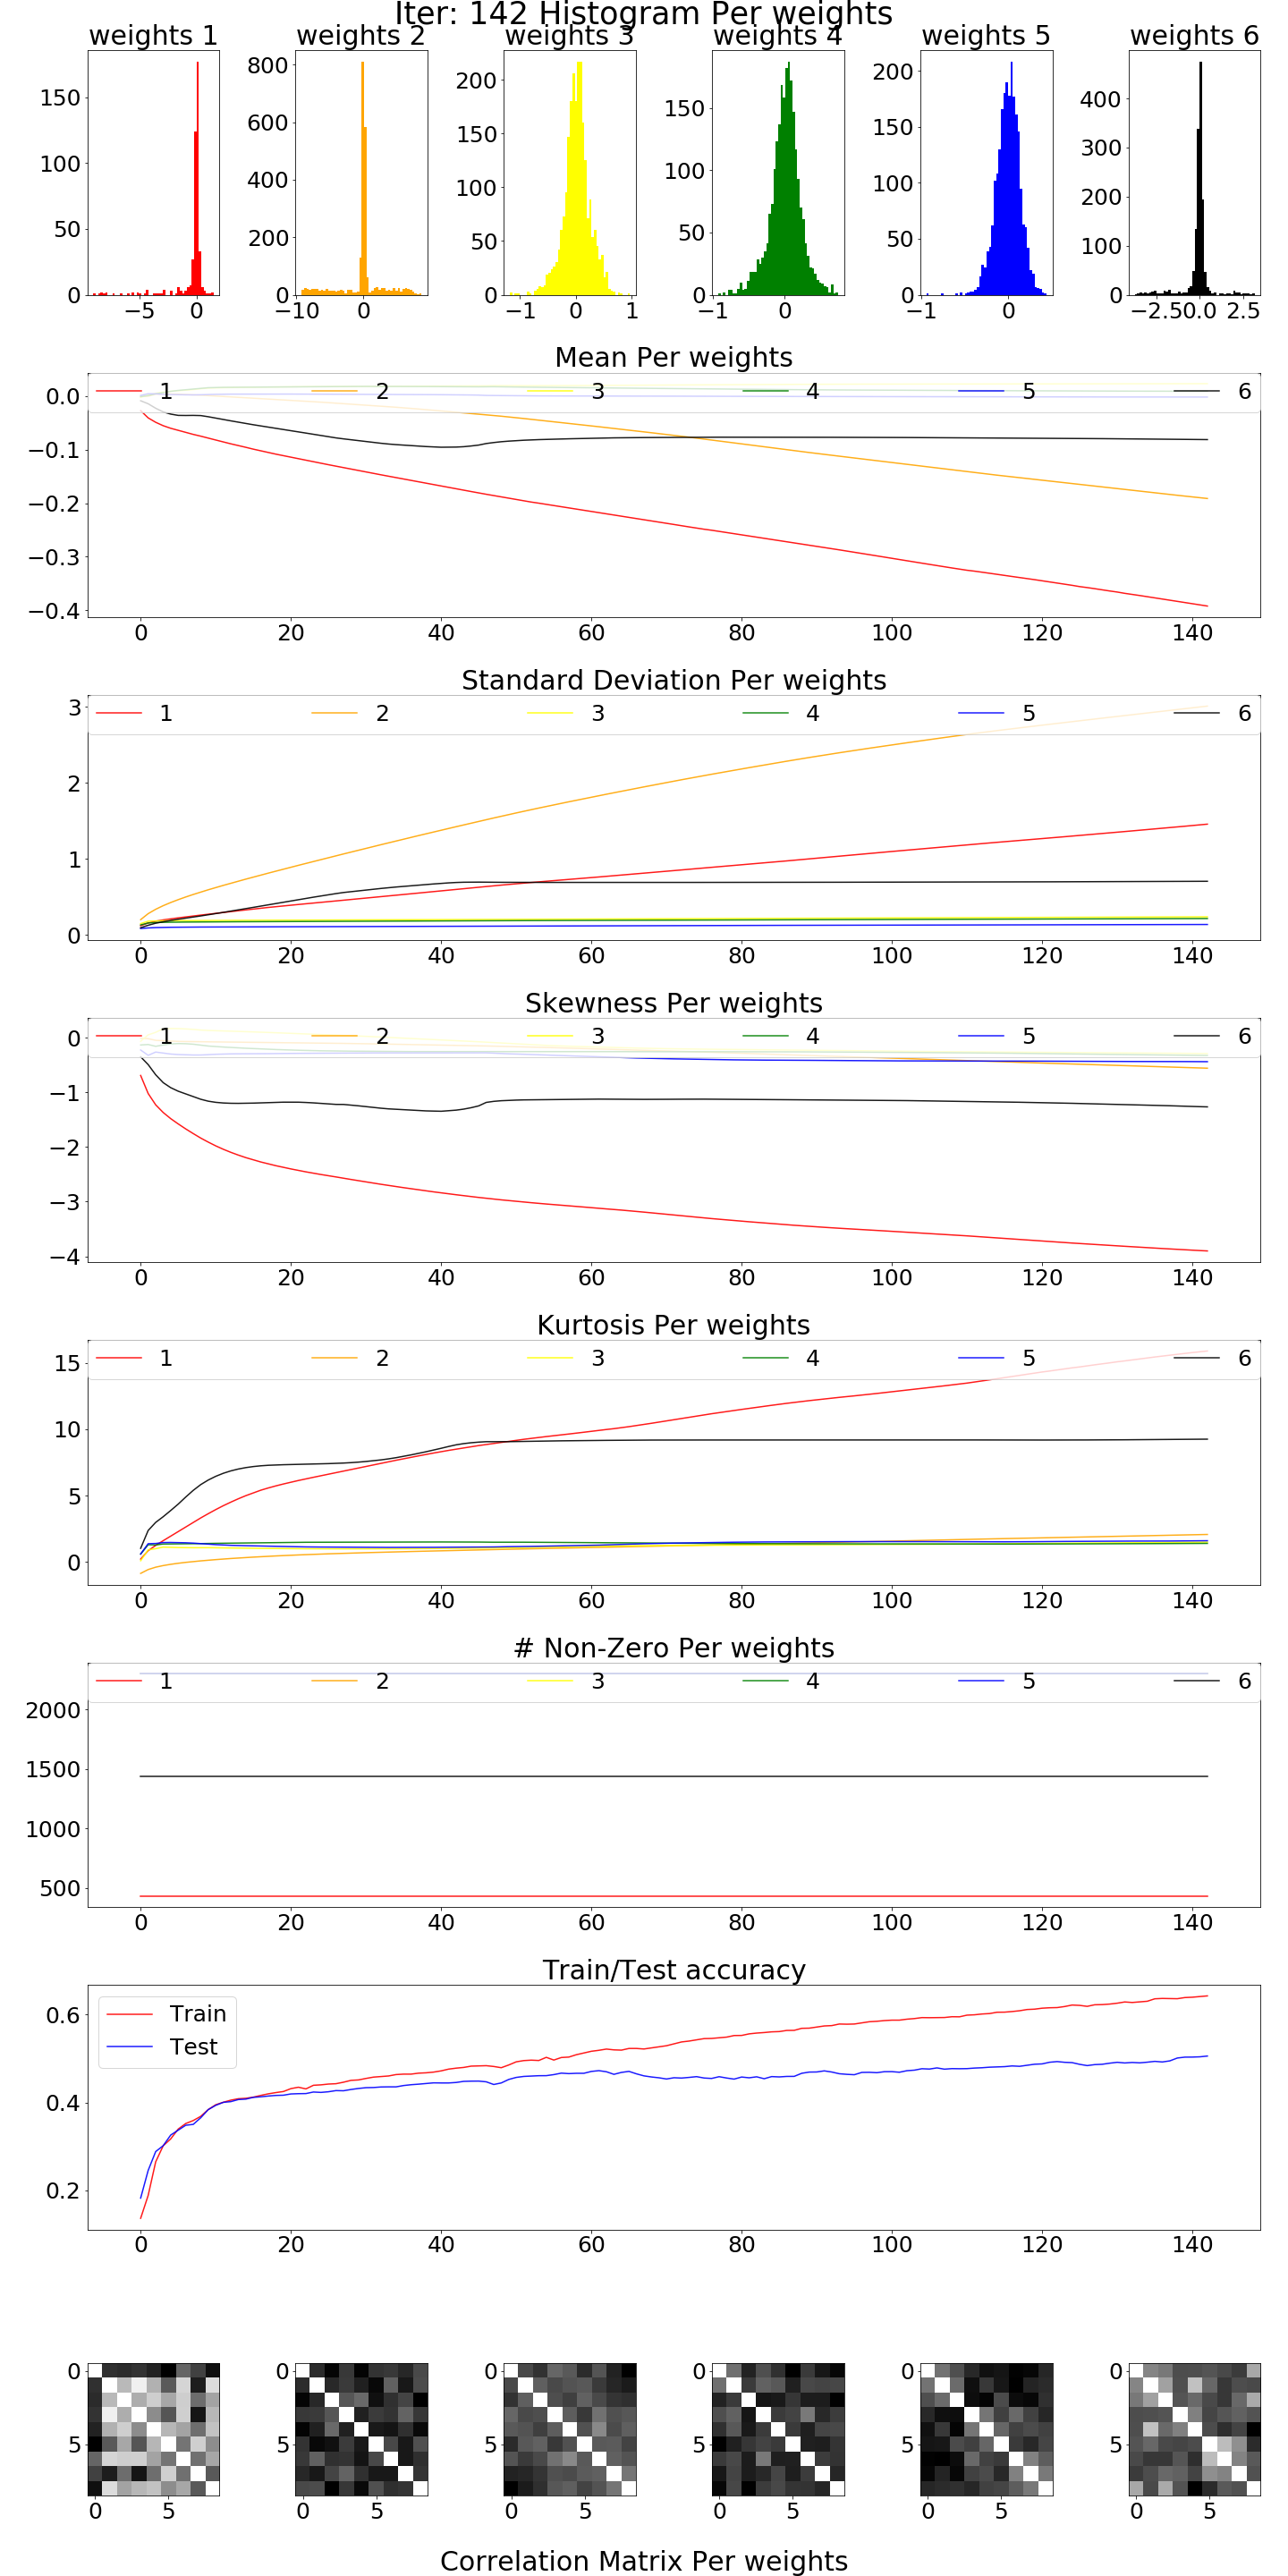 Iter: 142 Histogram Per weights
weights 1 weights 2 weights 3 weights 4 weights 5 weights 6
150
100
50
0
−5 0
800
600
400
200
0
−10 0
200
150
100
50
0
−1 0 1
150
100
50
0
−1 0
200
150
100
50
0
−1 0
400
300
200
100
0
−2.5 0.0 2.5
Mean Per weights
1 2 3 4 5 6
0.0
−0.1
−0.2
−0.3
−0.4
0 20 40 60 80 100 120 140
Standard Deviation Per weights
1 2 3 4 5 6
3
2
1
0
0 20 40 60 80 100 120 140
Skewness Per weights
1 2 3 4 5 6
0
−1
−2
−3
−4
0 20 40 60 80 100 120 140
Kurtosis Per weights
1 2 3 4 5 6
15
10
5
0
0 20 40 60 80 100 120 140
# Non-Zero Per weights
1 2 3 4 5 6
2000
1500
1000
500
0 20 40 60 80 100 120 140
Train/Test accuracy
Train
Test
0.6
0.4
0.2
0 20 40 60 80 100 120 140
0 0 0 0 0 0
5 5 5 5 5 5
0 5 0 5 0 5 0 5 0 5 0 5
Correlation Matrix Per weights